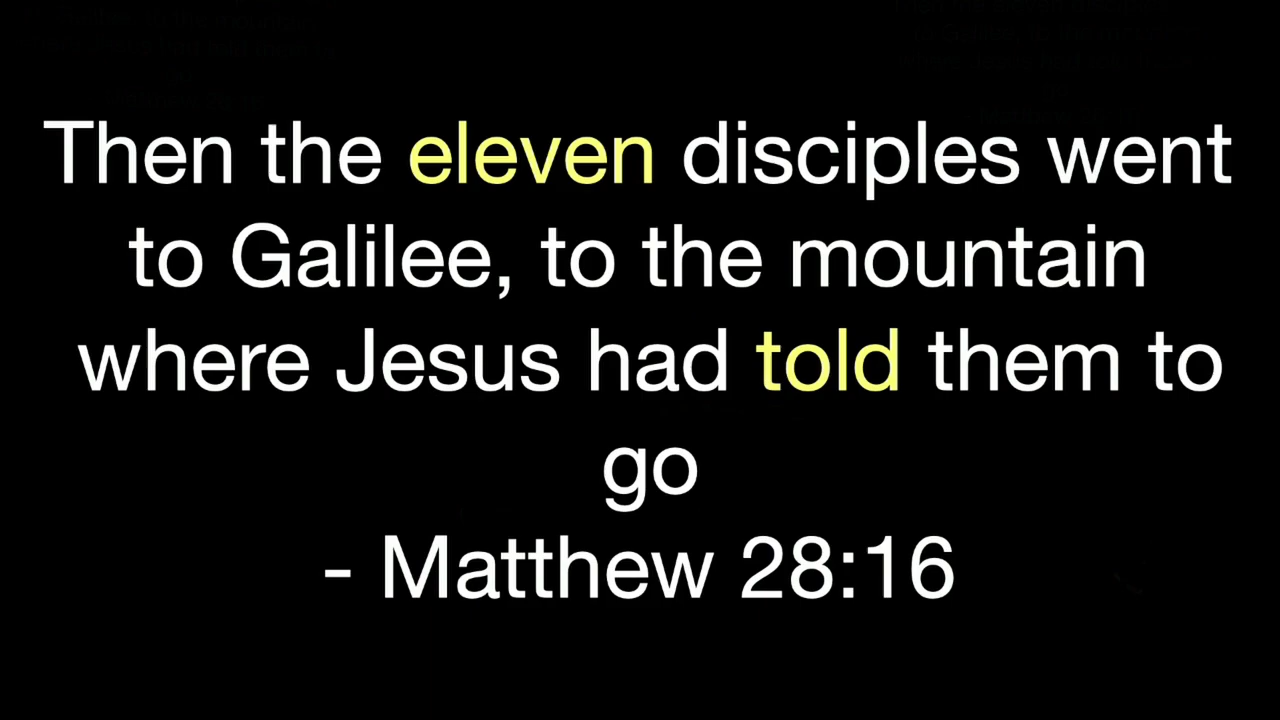 Then the eleven disciples went
to Galilee, to the mountain
where Jesus had told them to
go
- Matthew 28:16